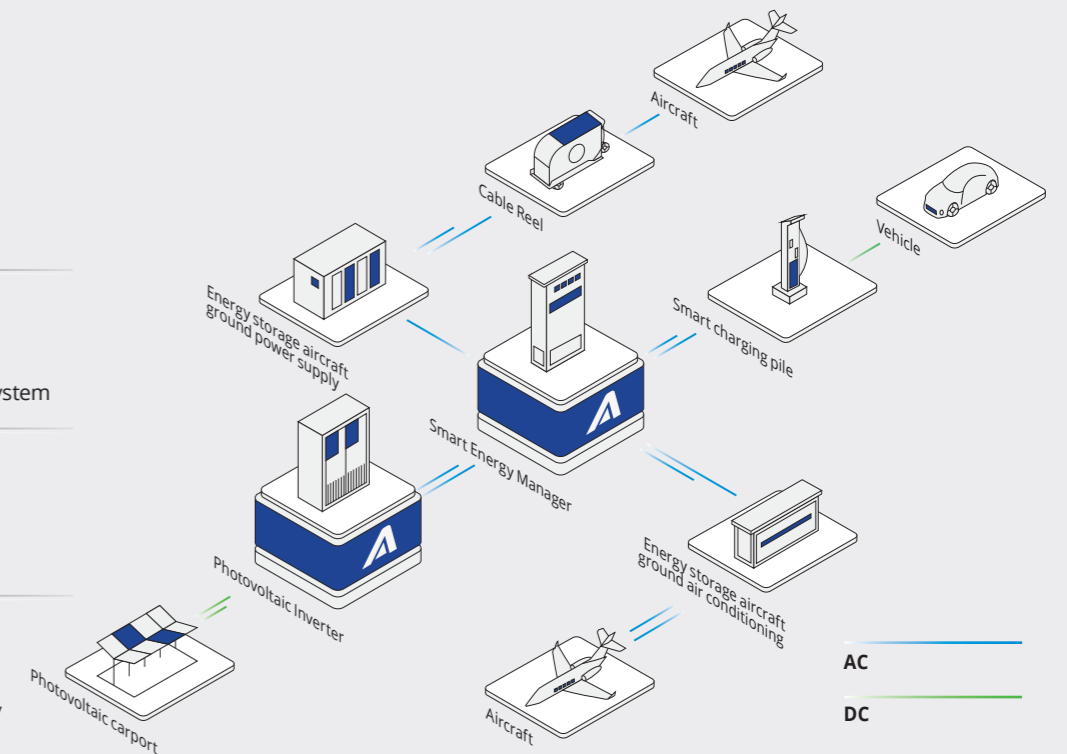 Aircraft
Cable Reel
Vehicle
Energy storage aircraft
ground power supply
Smart charging pile
ystem
Smart Energy Manager
Photovoltaic Inverter
Energy storage aircraft
ground air conditioning
AC
Photovoltaic carport
Aircraft
DC